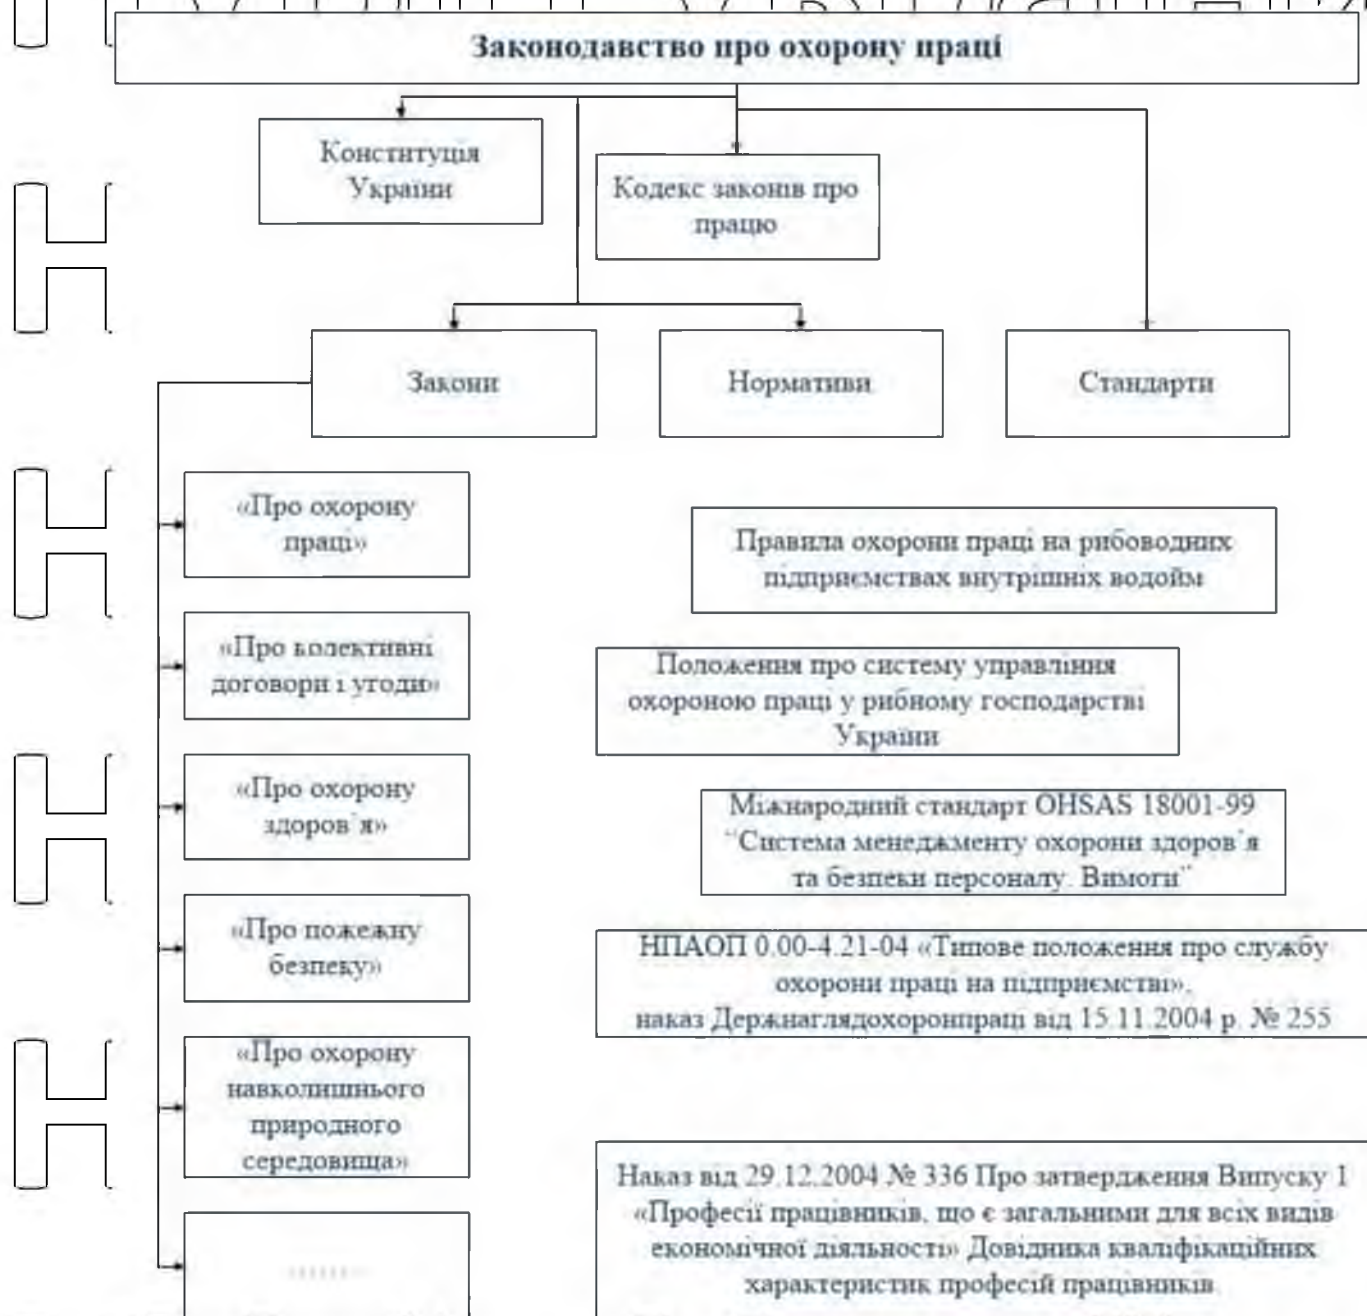 Законодавство про охорону праці
Конституція
України
Кодекс законів про
працю
Закони
Нормативи
Стандарти
«Про охорону
праці»
«Про колективні
договори і угоди»
«Про охорону
здоров´я»
«Про пожежну
безпеку»
«Про охорону
навколишнього
природного
середовища»
........
Правила охорони праці на рибоводних
підприємствах внутрішніх водойм
Положення про систему управління
охороною праці у рибному господарстві
України
Міжнародний стандарт OHSAS 18001-99
¨Система менеджменту охорони здоров´я
та безпеки персоналу. Вимоги¨
НПАОП 0.00-4.21-04 «Типове положення про службу
охорони праці на підприємстві»,
наказ Держнаглядохоронпраці від 15.11.2004 р. № 255
Наказ від 29.12.2004 № 336 Про затвердження Випуску 1
«Професії працівників, що є загальними для всіх видів
економічної діяльності» Довідника кваліфікаційних
характеристик професій працівників